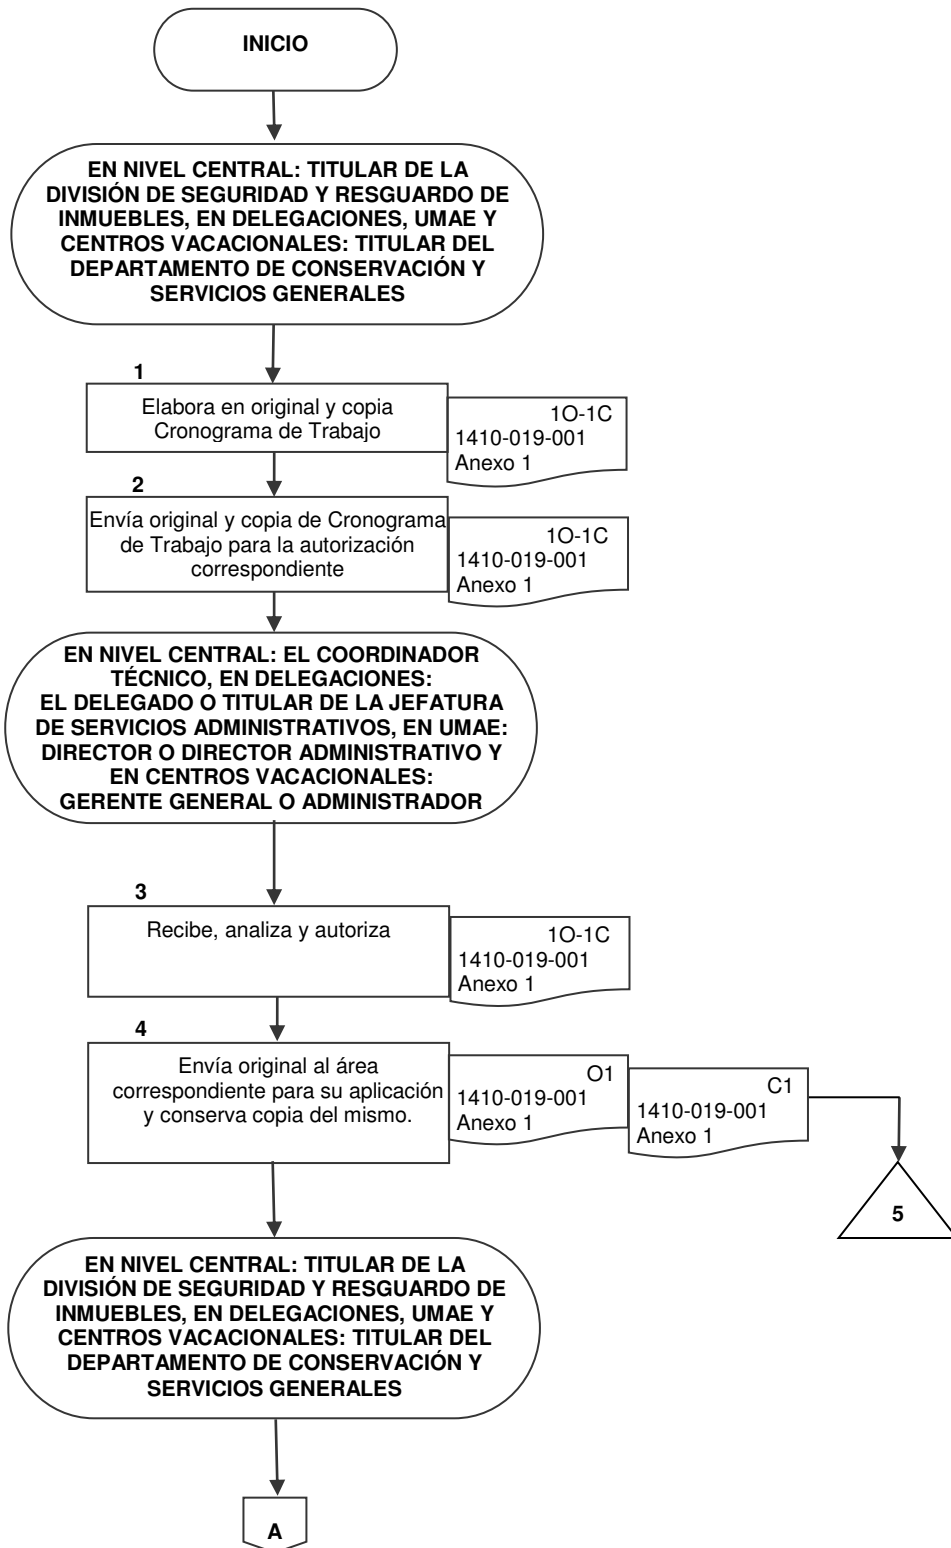 INICIO
EN NIVEL CENTRAL: TITULAR DE LA
DIVISIÓN DE SEGURIDAD Y RESGUARDO DE
INMUEBLES, EN DELEGACIONES, UMAE Y
CENTROS VACACIONALES: TITULAR DEL
DEPARTAMENTO DE CONSERVACIÓN Y
SERVICIOS GENERALES
1
Elabora en original y copia
Cronograma de Trabajo
1O-1C
1410-019-001
Anexo 1
2
Envía original y copia de Cronograma
de Trabajo para la autorización
correspondiente
1O-1C
1410-019-001
Anexo 1
EN NIVEL CENTRAL: EL COORDINADOR
TÉCNICO, EN DELEGACIONES:
EL DELEGADO O TITULAR DE LA JEFATURA
DE SERVICIOS ADMINISTRATIVOS, EN UMAE:
DIRECTOR O DIRECTOR ADMINISTRATIVO Y
EN CENTROS VACACIONALES:
GERENTE GENERAL O ADMINISTRADOR
3
Recibe, analiza y autoriza
1O-1C
1410-019-001
Anexo 1
4
Envía original al área
correspondiente para su aplicación
y conserva copia del mismo.
O1
1410-019-001
Anexo 1
C1
1410-019-001
Anexo 1
5
EN NIVEL CENTRAL: TITULAR DE LA
DIVISIÓN DE SEGURIDAD Y RESGUARDO DE
INMUEBLES, EN DELEGACIONES, UMAE Y
CENTROS VACACIONALES: TITULAR DEL
DEPARTAMENTO DE CONSERVACIÓN Y
SERVICIOS GENERALES
A